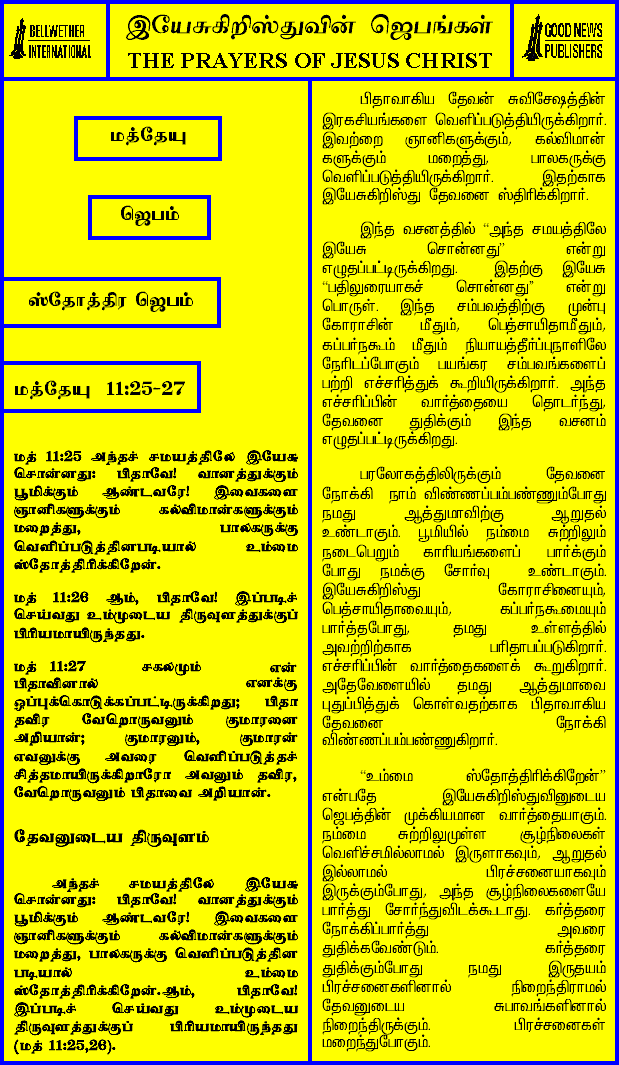 BELLWETHER
INTERNATIONAL
இயேசுகிறிஸ்துவின் ஜெபங்கள்
THE PRAYERS OF JESUS CHRIST
GOOD NEWS
PUBLISHERS
மத்தேயு
ஜெபம்
ஸ்தோத்திர ஜெபம்
மத்தேயு 11:25-27
மத் 11:25 அந்தச் சமயத்திலே இயேசு
சொன்னது: பிதாவே! வானத்துக்கும்
பூமிக்கும் ஆண்டவரே! இவைகளை
ஞானிகளுக்கும் கல்விமான்களுக்கும்
மறைத்து, பாலகருக்கு
வெளிப்படுத்தினபடியால் உம்மை
ஸ்தோத்திரிக்கிறேன்.
மத் 11:26 ஆம், பிதாவே! இப்படிச்
செய்வது உம்முடைய திருவுளத்துக்குப்
பிரியமாயிருந்தது.
மத் 11:27 சகலமும் என்
பிதாவினால் எனக்கு
ஒப்புக்கொடுக்கப்பட்டிருக்கிறது; பிதா
தவிர வேறொருவனும் குமாரனை
அறியான்; குமாரனும், குமாரன்
எவனுக்கு அவரை வெளிப்படுத்தச்
சித்தமாயிருக்கிறாரோ அவனும் தவிர,
வேறொருவனும் பிதாவை அறியான்.
தேவனுடைய திருவுளம்
அந்தச் சமயத்திலே இயேசு
சொன்னது: பிதாவே! வானத்துக்கும்
பூமிக்கும் ஆண்டவரே! இவைகளை
ஞானிகளுக்கும் கல்விமான்களுக்கும்
மறைத்து, பாலகருக்கு வெளிப்படுத்தின
படியால் உம்மை
ஸ்தோத்திரிக்கிறேன்.ஆம், பிதாவே!
இப்படிச் செய்வது உம்முடைய
திருவுளத்துக்குப் பிரியமாயிருந்தது
(மத் 11:25,26).
பிதாவாகிய தேவன் சுவிசேஷத்தின்
இரகசியங்களை வெளிப்படுத்தியிருக்கிறார்.
இவற்றை ஞானிகளுக்கும், கல்விமான்
களுக்கும் மறைத்து, பாலகருக்கு
வெளிப்படுத்தியிருக்கிறார். இதற்காக
இயேசுகிறிஸ்து தேவனை ஸ்திரிக்கிறார்.
இந்த வசனத்தில் “அந்த சமயத்திலே
இயேசு சொன்னது” என்று
எழுதப்பட்டிருக்கிறது. இதற்கு இயேசு
“பதிலுரையாகச் சொன்னது” என்று
பொருள். இந்த சம்பவத்திற்கு முன்பு
கோராசின் மீதும், பெத்சாயிதாமீதும்,
கப்பர்நகூம் மீதும் நியாயத்தீர்ப்புநாளிலே
நேரிடப்போகும் பயங்கர சம்பவங்களைப்
பற்றி எச்சரித்துக் கூறியிருக்கிறார். அந்த
எச்சரிப்பின் வார்த்தையை தொடர்ந்து,
தேவனை துதிக்கும் இந்த வசனம்
எழுதப்பட்டிருக்கிறது.
பரலோகத்திலிருக்கும் தேவனை
நோக்கி நாம் விண்ணப்பம்பண்ணும்போது
நமது ஆத்துமாவிற்கு ஆறுதல்
உண்டாகும். பூமியில் நம்மை சுற்றிலும்
நடைபெறும் காரியங்களைப் பார்க்கும்
போது நமக்கு சோர்வு உண்டாகும்.
இயேசுகிறிஸ்து கோராசினையும்,
பெத்சாயிதாவையும், கப்பர்நகூமையும்
பார்த்தபோது, தமது உள்ளத்தில்
அவற்றிற்காக பரிதாபப்படுகிறார்.
எச்சரிப்பின் வார்த்தைகளைக் கூறுகிறார்.
அதேவேளையில் தமது ஆத்துமாவை
புதுப்பித்துக் கொள்வதற்காக பிதாவாகிய
தேவனை நோக்கி
விண்ணப்பம்பண்ணுகிறார்.
“உம்மை ஸ்தோத்திரிக்கிறேன்”
என்பதே இயேசுகிறிஸ்துவினுடைய
ஜெபத்தின் முக்கியமான வார்த்தையாகும்.
நம்மை சுற்றிலுமுள்ள சூழ்நிலைகள்
வெளிச்சமில்லாமல் இருளாகவும், ஆறுதல்
இல்லாமல் பிரச்சனையாகவும்
இருக்கும்போது, அந்த சூழ்நிலைகளையே
பார்த்து சோர்ந்துவிடக்கூடாது. கர்த்தரை
நோக்கிப்பார்த்து அவரை
துதிக்கவேண்டும். கர்த்தரை
துதிக்கும்போது நமது இருதயம்
பிரச்சனைகளினால் நிறைந்திராமல்
தேவனுடைய சுபாவங்களினால்
நிறைந்திருக்கும். பிரச்சனைகள்
மறைந்துபோகும்.